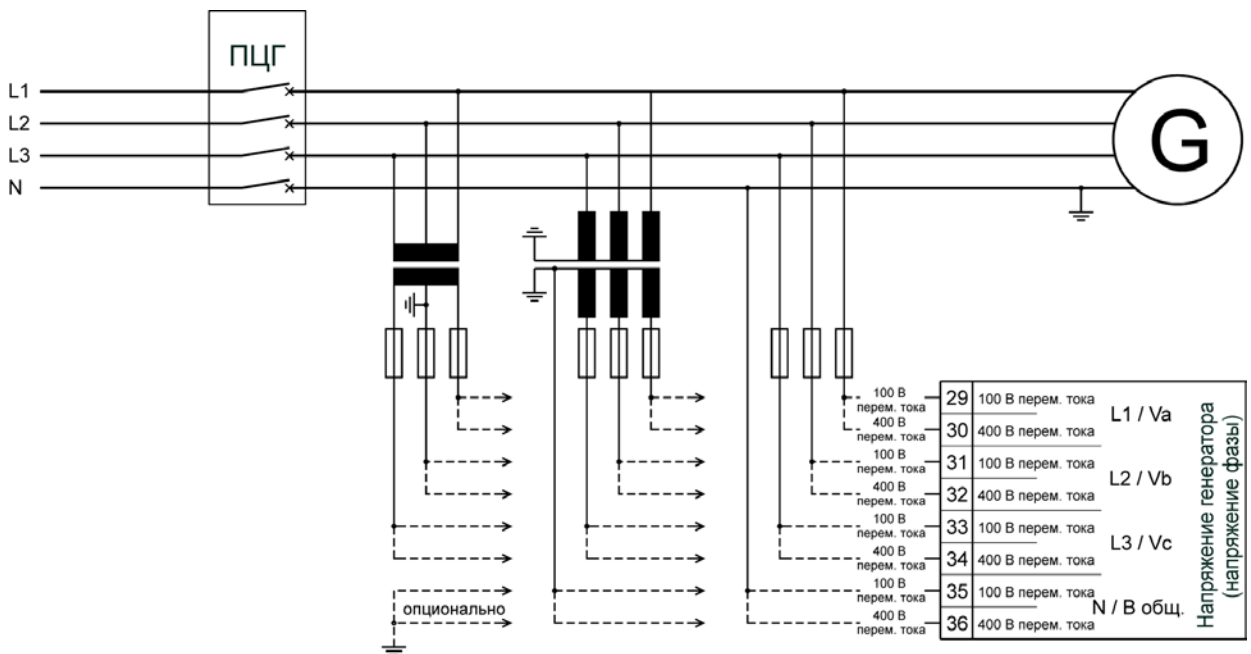 ПЦГ
L1
L2
L3
N
G
100 В
перем. тока
29
100 В перем. тока
L1 / Va
400 В
перем. тока
30
400 В перем. тока
100 В
перем. тока
31
100 В перем. тока
L2 / Vb
400 В
перем. тока
32
400 В перем. тока
100 В
перем. тока
33
100 В перем. тока
L3 / Vc
400 В
перем. тока
34
400 В перем. тока
опционально
100 В
перем. тока
35
100 В перем. тока
N / В общ.
400 В
перем. тока
36
400 В перем. тока
Напряжение генератора
(напряжение фазы)